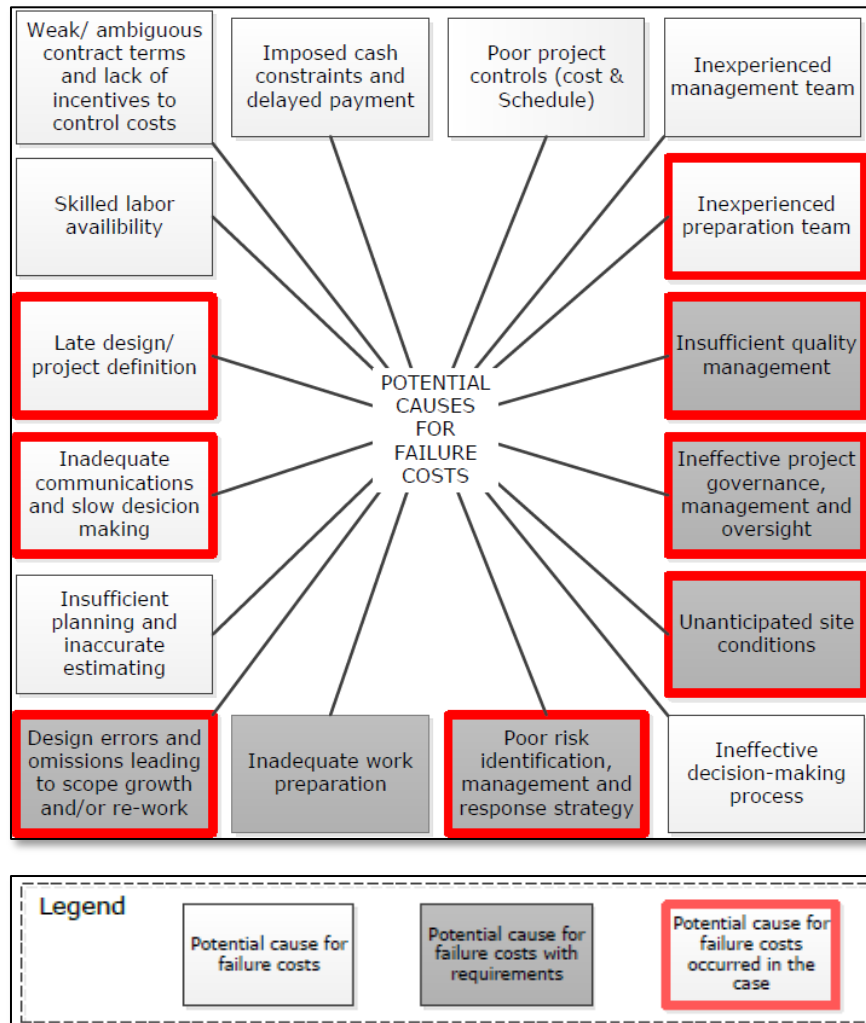 Weak/ ambiguous
contract terms
and lack of
incentives to
control costs
Imposed cash
constraints and
delayed payment
Poor project
controls (cost &
Schedule)
Inexperienced
management team
Skilled labor
availibility
Inexperienced
preparation team
Late design/
project definition
Insufficient quality
management
POTENTIAL
CAUSES
FOR
FAILURE
COSTS
Inadequate
communications
and slow desicion
making
Ineffective project
governance,
management and
oversight
Insufficient
planning and
inaccurate
estimating
Unanticipated site
conditions
Design errors and
omissions leading
to scope growth
and/or re-work
Inadequate work
preparation
Poor risk
identification,
management and
response strategy
Ineffective
decision-making
process
Legend
Potential cause for
failure costs
Potential cause for
failure costs with
requirements
Potential cause for
failure costs
occurred in the
case